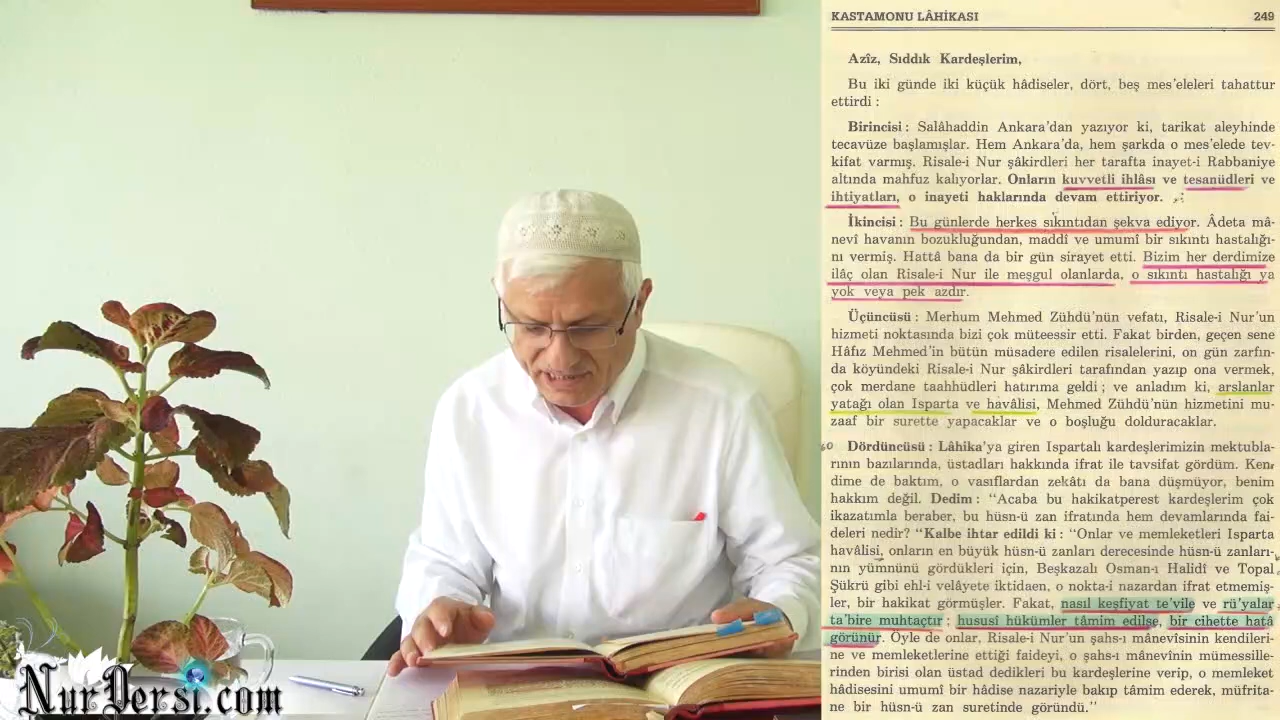 KASTAMONU LÂHİKASI 249
Azîz, Sıddık Kardeşlerim,
Bu iki günde iki küçük hâdiseler, dört, beş mes'eleleri tahattur
ettirdi :
Birincisi : Salâhaddin Ankara'dan yazıyor ki, tarikat aleyhinde
tecavüze başlamışlar. Hem Ankara'da, hem şarkda o mes'elede tev-
kifat varmış. Risale-i Nur şâkirdleri her tarafta inayet-i Rabbaniye
altında mahfuz kalıyorlar. Onların kuvvetli ihlâsı ve tesanüdleri ve
ihtiyatları, o inayeti haklarında devam ettiriyor.
İkincisi : Bu günlerde herkes sıkıntıdan şekva ediyor. Âdeta mâ-
nevî havanın bozukluğundan, maddî ve umumî bir sıkıntı hastalığı-
nı vermiş. Hattâ bana da bir gün sirayet etti. Bizim her derdimize
ilâç olan Risale-i Nur ile meşgul olanlarda, o sıkıntı hastalığı ya
yok veya pek azdır.
Üçüncüsü : Merhum Mehmed Zühdü'nün vefatı, Risale-i Nur'un
hizmeti noktasında bizi çok müteessir etti. Fakat birden, geçen sene
Hâfız Mehmed'in bütün müsadere edilen risalelerini, on gün zarfın-
da köyündeki Risale-i Nur şâkirdleri tarafından yazıp ona vermek,
çok merdane taahhüdleri hatırıma geldi ; ve anladım ki, arslanlar
yatağı olan Isparta ve havâlisi, Mehmed Zühdü'nün hizmetini mu-
zaaf bir surette yapacaklar ve o boşluğu dolduracaklar.
Dördüncüsü : Lâhika'ya giren Ispartalı kardeşlerimizin mektubla-
rının bazılarında, üstadları hakkında ifrat ile tavsifat gördüm. Ken-
dime de baktım, o vasıflardan zekâtı da bana düşmüyor, benim
hakkım değil. Dedim : "Acaba bu hakikatperest kardeşlerim çok
ikazatımla beraber, bu hüsn-ü zan ifratında hem devamlarında fai-
deleri nedir? "Kalbe ihtar edildi ki : "Onlar ve memleketleri Isparta
havâlisi, onların en büyük hüsn-ü zanları derecesinde hüsn-ü zanları-
nın yümnünü gördükleri için, Beşkazalı Osman-ı Halidî ve Topal
Şükrü gibi ehl-i velâyete iktidaen, o nokta-i nazardan ifrat etmemiş-
ler, bir hakikat görmüşler. Fakat, nasıl keşfiyat te'vile ve rü'yalar
ta'bire muhtaçtır ; hususî hükümler tâmim edilse, bir cihette hatâ
görünür. Öyle de onlar, Risale-i Nur'un şahs-ı mânevîsinin kendileri-
ne ve memleketlerine ettiği faideyi, o şahs-ı mânevînin mümessille-
rinden birisi olan üstad dedikleri bu kardeşlerine verip, o memleket
hâdisesini umumî bir hâdise nazariyle bakıp tâmim ederek, müfrita-
ne bir hüsn-ü zan suretinde göründü."
NurDersi.com